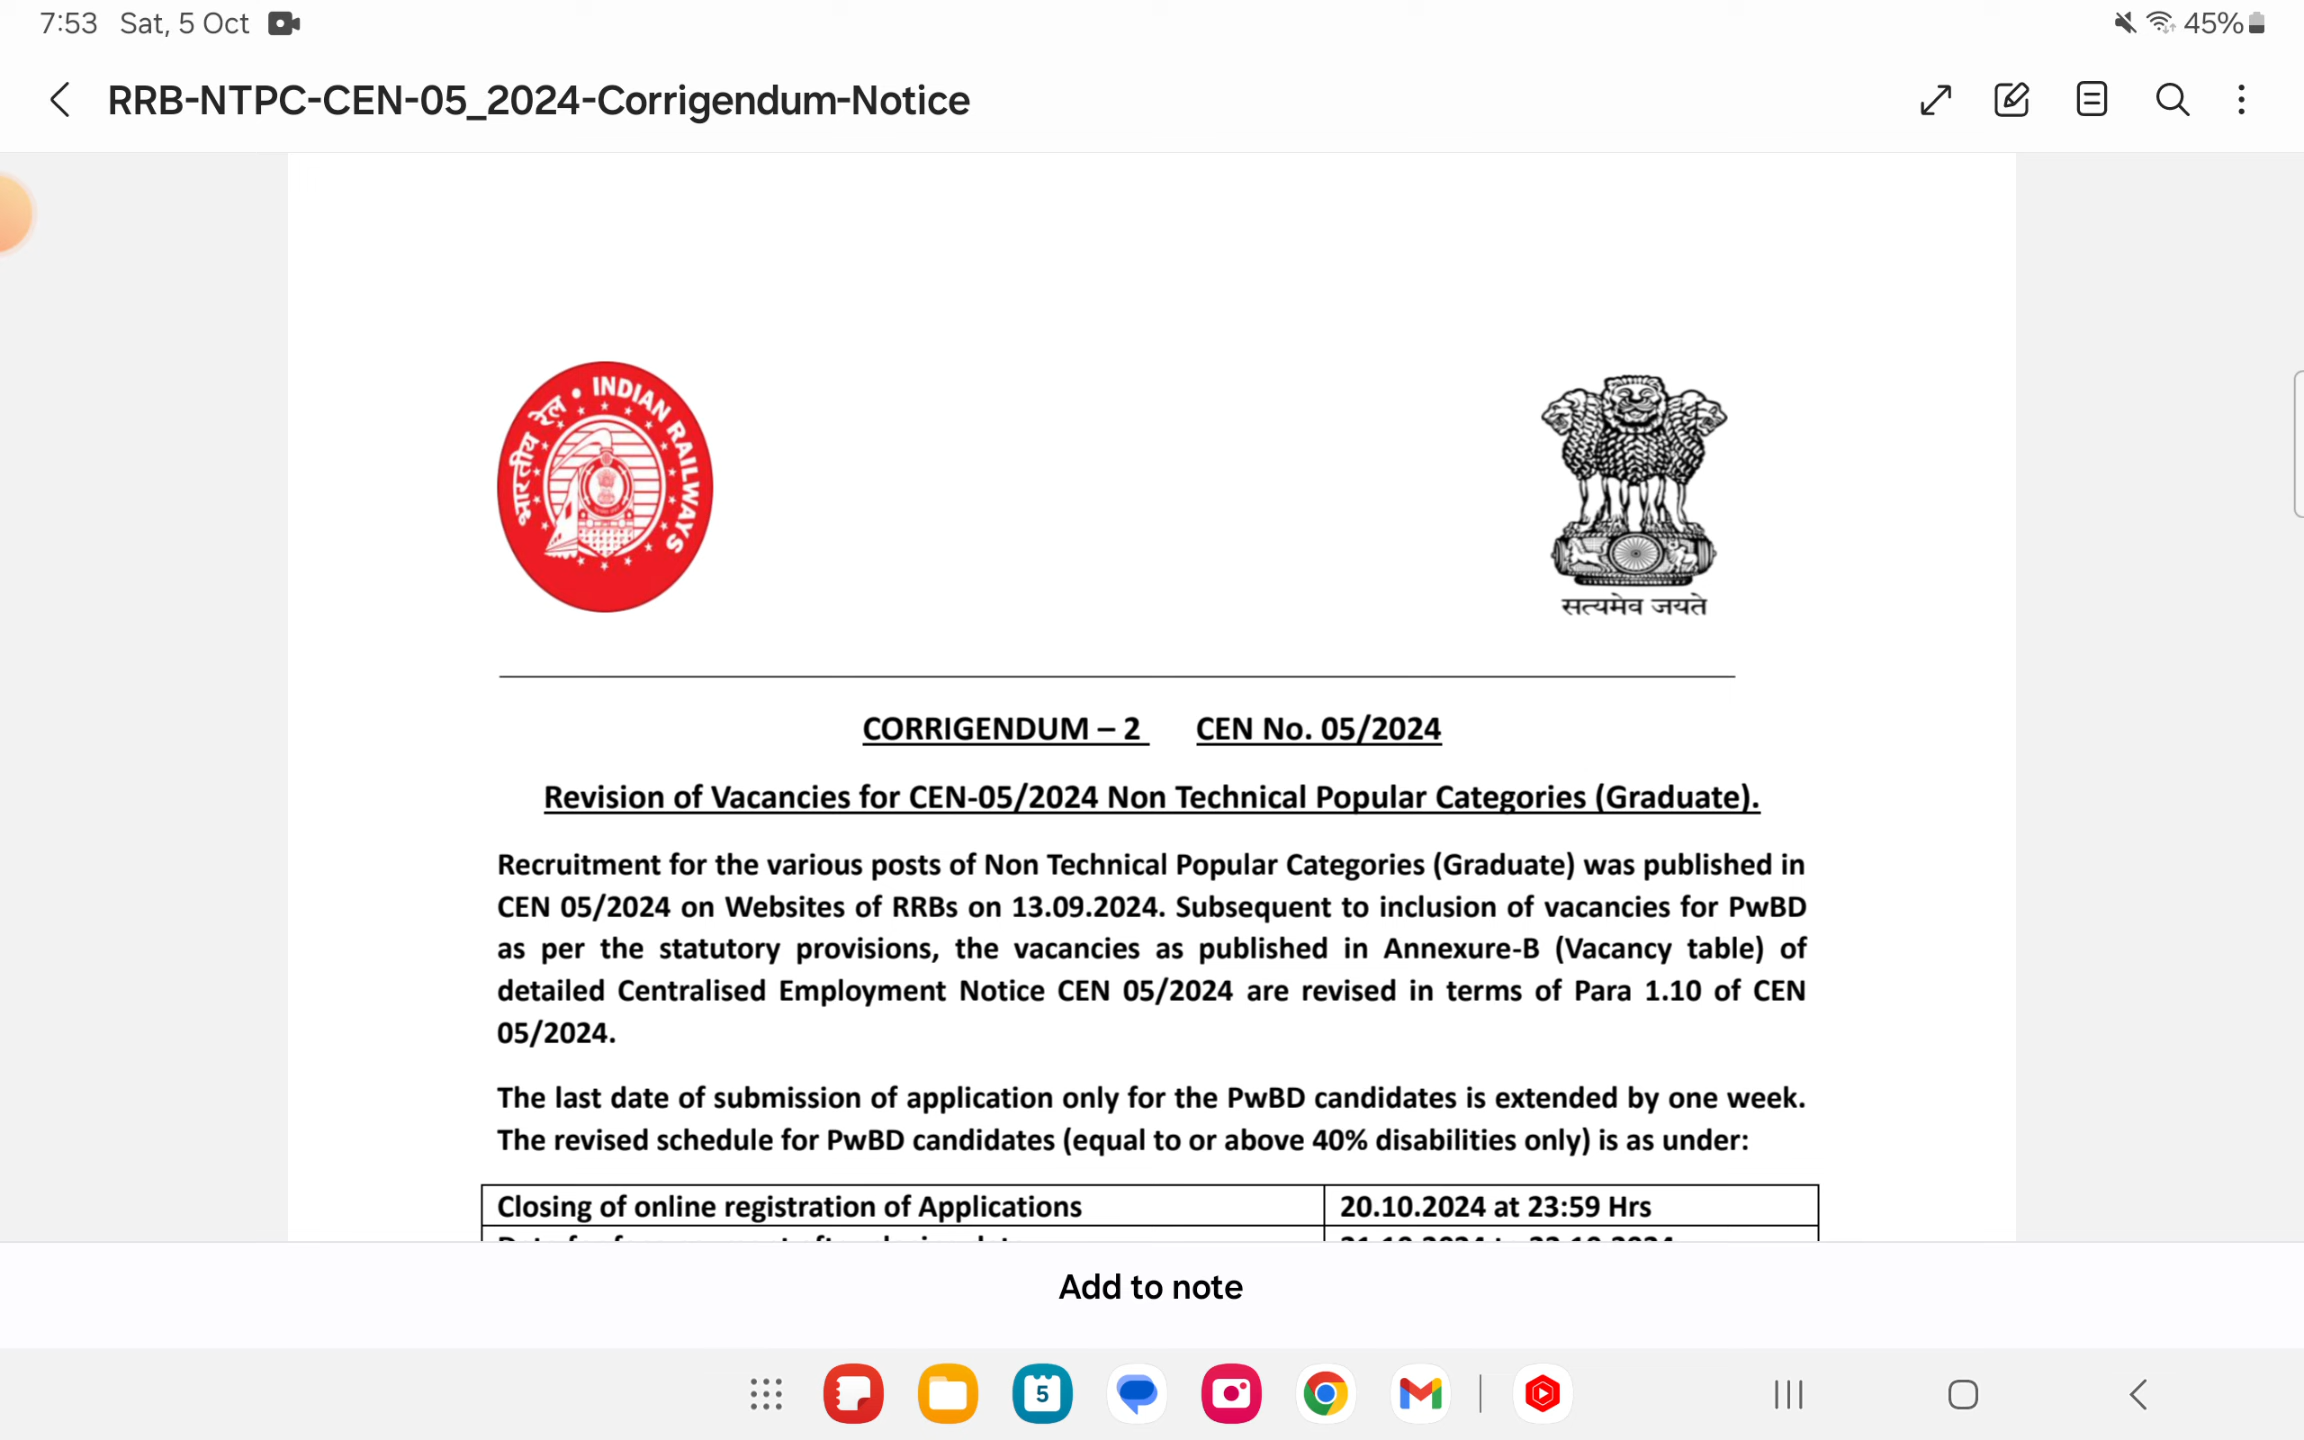 7:53 Sat, 5 Oct
45%
RRB-NTPC-CEN-05_2024-Corrigendum-Notice
भारतीय रेल • INDIAN RAILWAYS
सत्यमेव जयते
CORRIGENDUM – 2 CEN No. 05/2024
Revision of Vacancies for CEN-05/2024 Non Technical Popular Categories (Graduate).
Recruitment for the various posts of Non Technical Popular Categories (Graduate) was published in
CEN 05/2024 on Websites of RRBs on 13.09.2024. Subsequent to inclusion of vacancies for PwBD
as per the statutory provisions, the vacancies as published in Annexure-B (Vacancy table) of
detailed Centralised Employment Notice CEN 05/2024 are revised in terms of Para 1.10 of CEN
05/2024.
The last date of submission of application only for the PwBD candidates is extended by one week.
The revised schedule for PwBD candidates (equal to or above 40% disabilities only) is as under:
Closing of online registration of Applications 20.10.2024 at 23:59 Hrs
Add to note
5